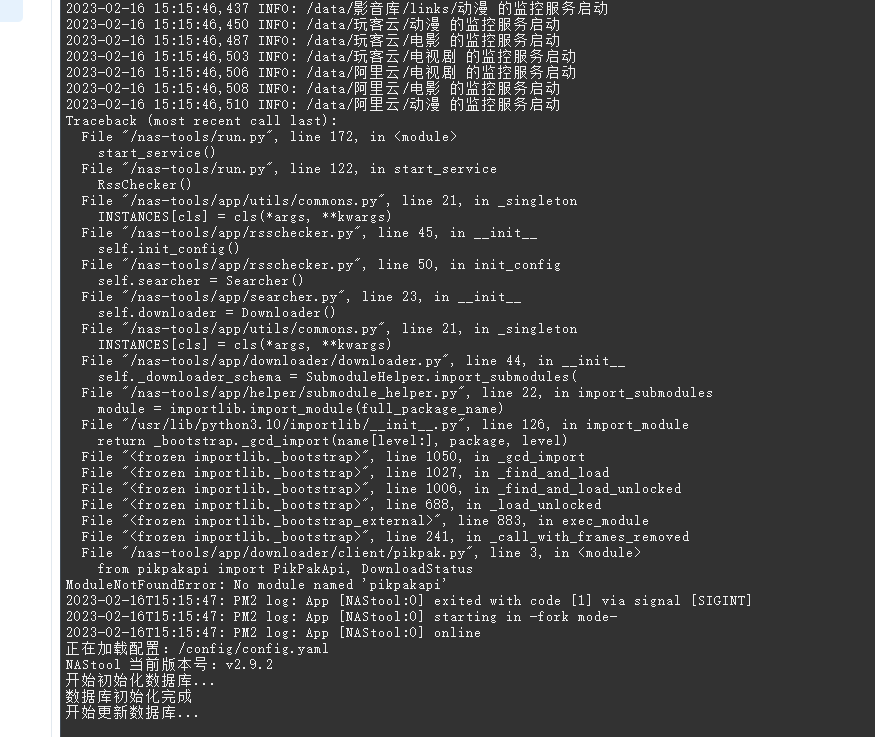 2023-02-16 15:15:46,437 INFO: /data/影音库/links/动漫 的监控服务启动
2023-02-16 15:15:46,450 INFO: /data/玩客云/动漫 的监控服务启动
2023-02-16 15:15:46,487 INFO: /data/玩客云/电影 的监控服务启动
2023-02-16 15:15:46,503 INFO: /data/玩客云/电视剧 的监控服务启动
2023-02-16 15:15:46,506 INFO: /data/阿里云/电视剧 的监控服务启动
2023-02-16 15:15:46,508 INFO: /data/阿里云/电影 的监控服务启动
2023-02-16 15:15:46,510 INFO: /data/阿里云/动漫 的监控服务启动
Traceback (most recent call last):
  File "/nas-tools/run.py", line 172, in <module>
    start_service()
  File "/nas-tools/run.py", line 122, in start_service
    RssChecker()
  File "/nas-tools/app/utils/commons.py", line 21, in _singleton
    INSTANCES[cls] = cls(*args, **kwargs)
  File "/nas-tools/app/rsschecker.py", line 45, in __init__
    self.init_config()
  File "/nas-tools/app/rsschecker.py", line 50, in init_config
    self.searcher = Searcher()
  File "/nas-tools/app/searcher.py", line 23, in __init__
    self.downloader = Downloader()
  File "/nas-tools/app/utils/commons.py", line 21, in _singleton
    INSTANCES[cls] = cls(*args, **kwargs)
  File "/nas-tools/app/downloader/downloader.py", line 44, in __init__
    self._downloader_schema = SubmoduleHelper.import_submodules(
  File "/nas-tools/app/helper/submodule_helper.py", line 22, in import_submodules
    module = importlib.import_module(full_package_name)
  File "/usr/lib/python3.10/importlib/__init__.py", line 126, in import_module
    return _bootstrap._gcd_import(name[level:], package, level)
  File "<frozen importlib._bootstrap>", line 1050, in _gcd_import
  File "<frozen importlib._bootstrap>", line 1027, in _find_and_load
  File "<frozen importlib._bootstrap>", line 1006, in _find_and_load_unlocked
  File "<frozen importlib._bootstrap>", line 688, in _load_unlocked
  File "<frozen importlib._bootstrap_external>", line 883, in exec_module
  File "<frozen importlib._bootstrap>", line 241, in _call_with_frames_removed
  File "/nas-tools/app/downloader/client/pikpak.py", line 3, in <module>
    from pikpakapi import PikPakApi, DownloadStatus
ModuleNotFoundError: No module named 'pikpakapi'
2023-02-16T15:15:47: PM2 log: App [NAStool:0] exited with code [1] via signal [SIGINT]
2023-02-16T15:15:47: PM2 log: App [NAStool:0] starting in -fork mode-
2023-02-16T15:15:47: PM2 log: App [NAStool:0] online
正在加载配置：/config/config.yaml
NAStool 当前版本号：v2.9.2
开始初始化数据库...
数据库初始化完成
开始更新数据库...